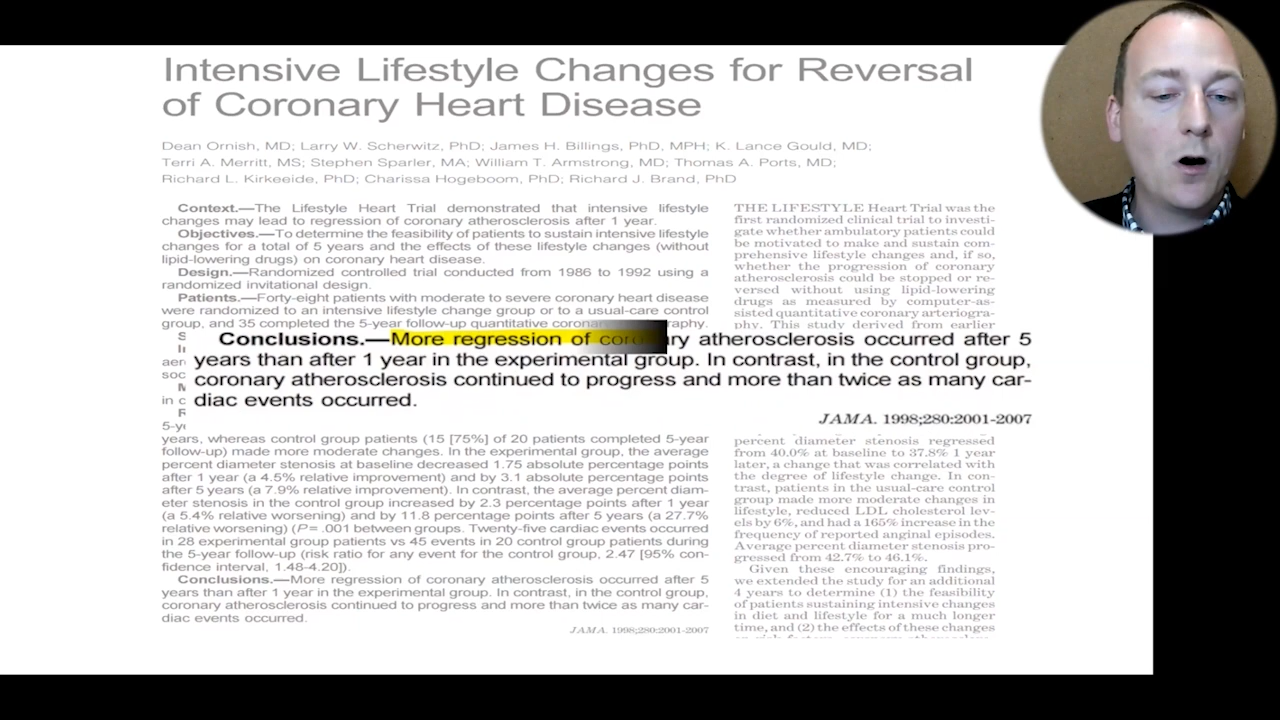 Intensive Lifestyle Changes for Reversal
of Coronary Heart Disease
Dean Ornish, MD; Larry W. Scherwitz, PhD; James H. Billings, PhD, MPH; K. Lance Gould, MD;
Terri A. Merritt, MS; Stephen Sparler, MA; William T. Armstrong, MD; Thomas A. Ports, MD;
Richard L. Kirkeeide, PhD; Charissa Hogeboom, PhD; Richard J. Brand, PhD
Context.—The Lifestyle Heart Trial demonstrated that intensive lifestyle
changes may lead to regression of coronary atherosclerosis after 1 year.
Objectives.—To determine the feasibility of patients to sustain intensive lifestyle
changes for a total of 5 years and the effects of these lifestyle changes (without
lipid-lowering drugs) on coronary heart disease.
Design.—Randomized controlled trial conducted from 1986 to 1992 using a
randomized invitational design.
Patients.—Forty-eight patients with moderate to severe coronary heart disease
were randomized to an intensive lifestyle change group or to a usual-care control
group, and 35 completed the 5-year follow-up quantitative
Conclusions.—More regression of atherosclerosis occurred after 5
years than after 1 year in the experimental group. In contrast, in the control group,
coronary atherosclerosis continued to progress and more than twice as many car-
diac events occurred.
JAMA. 1998;280:2001-2007
years, whereas control group patients (15 [75%] of 20 patients completed 5-year
follow-up) made more moderate changes. In the experimental group, the average
percent diameter stenosis at baseline decreased 1.75 absolute percentage points
after 1 year (a 4.5% relative improvement) and by 3.1 absolute percentage points
after 5 years (a 7.9% relative improvement). In contrast, the average percent diam-
eter stenosis in the control group increased by 2.3 percentage points after 1 year
(a 5.4% relative worsening) and by 11.8 percentage points after 5 years (a 27.7%
relative worsening) (P=.001 between groups. Twenty-five cardiac events occurred
in 28 experimental group patients vs 45 events in 20 control group patients during
the 5-year follow-up (risk ratio for any event for the control group, 2.47 [95% con-
fidence interval, 1.48-4.20]).
Conclusions.—More regression of coronary atherosclerosis occurred after 5
years than after 1 year in the experimental group. In contrast, in the control group,
coronary atherosclerosis continued to progress and more than twice as many car-
diac events occurred.
JAMA. 1998;280:2001-2007
THE LIFESTYLE Heart Trial was the
first randomized clinical trial to investi-
gate whether ambulatory patients could
be motivated to make and sustain com-
prehensive lifestyle changes and, if so,
whether the progression of coronary
atherosclerosis could be stopped or re-
versed without using lipid-lowering
drugs as measured by computer-as-
sisted quantitative coronary arteriogra-
phy. This study derived from earlier
percent diameter stenosis regressed
from 40.0% at baseline to 37.8% 1 year
later, a change that was correlated with
the degree of lifestyle change. In con-
trast, patients in the usual-care control
group made more moderate changes in
lifestyle, reduced LDL cholesterol lev-
els by 6%, and had a 165% increase in the
frequency of reported anginal episodes.
Average percent diameter stenosis pro-
gressed from 42.7% to 46.1%.
Given these encouraging findings,
we extended the study for an additional
4 years to determine (1) the feasibility
of patients sustaining intensive changes
in diet and lifestyle for a much longer
time, and (2) the effects of these changes